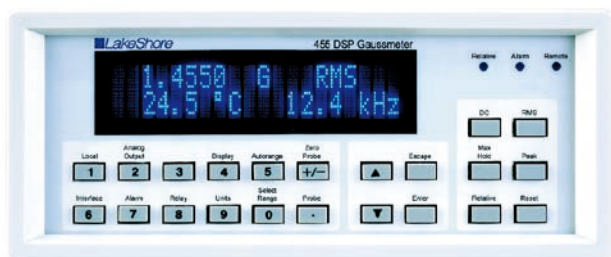 LakeShore 455 DSP Gaussmeter
Relative Alarm Remote
1.4550 G RMS
24.5 °C 12.4 kHz
DC RMS
Local Analog Output Display Autorange Zero Probe Escape Max Hold Peak
1 2 3 4 5 +/− ▲
Interface Alarm Relay Units Select Range Probe Enter Relative Reset
6 7 8 9 0 . ▼